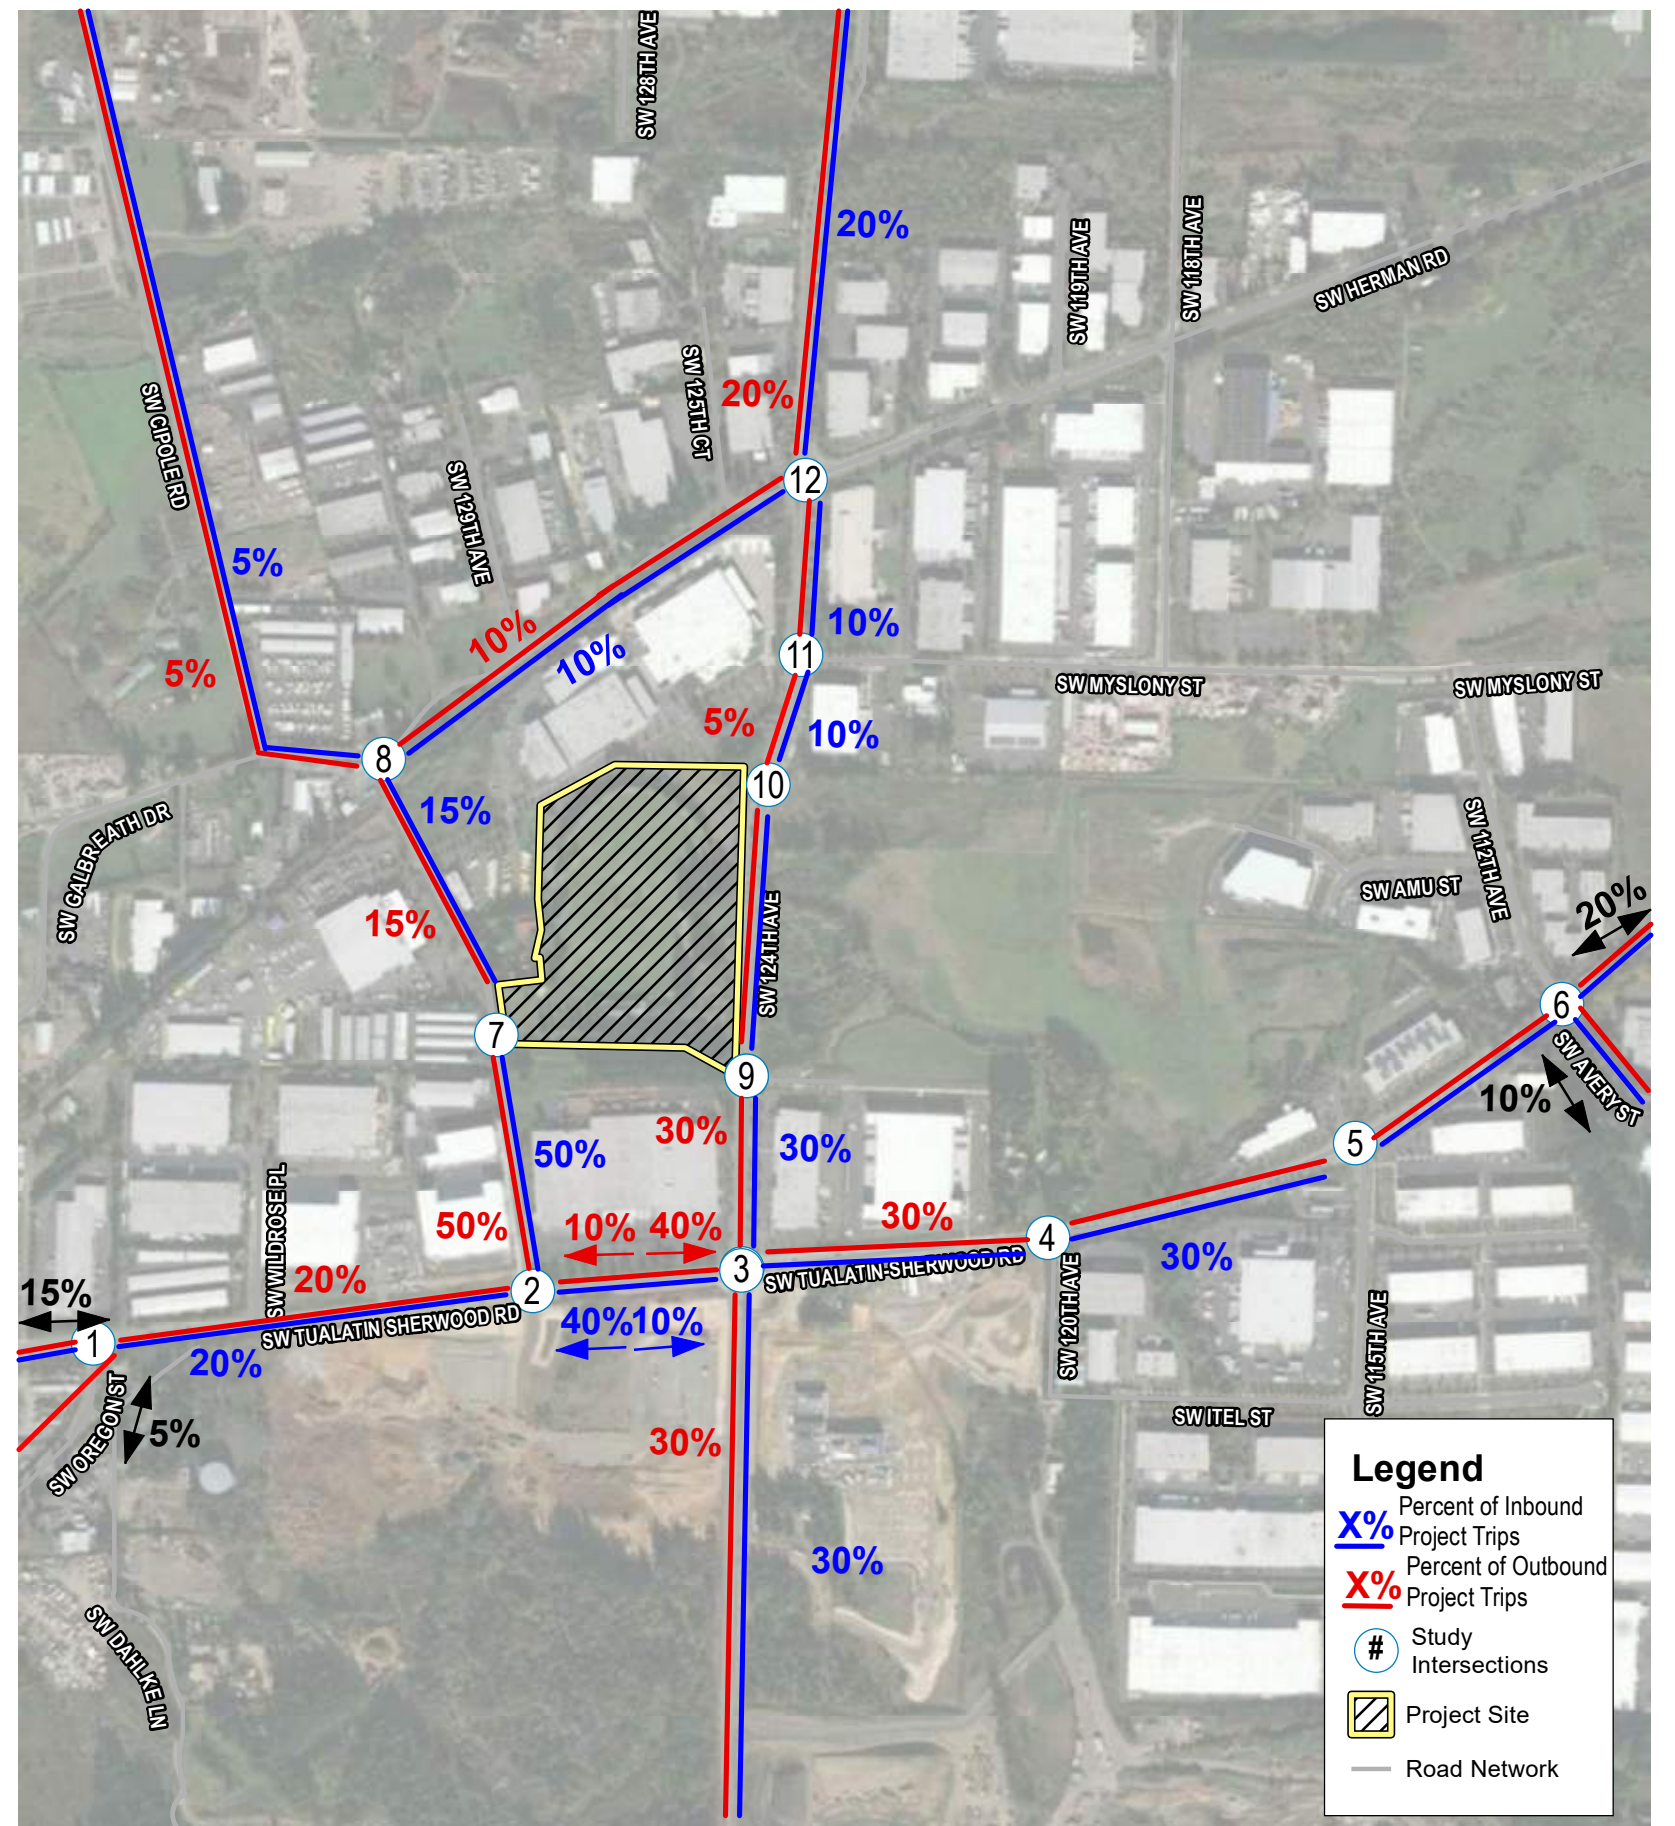 SW 128TH AVE
20%
SW 118TH AVE
SW 119TH AVE
SW HERMAN RD
SW 125TH CT
20%
SW CIPOLE RD
SW 129TH AVE
12
5%
10%
10%
10%
11
5%
SW MYSLONY ST
SW MYSLONY ST
5%
10%
8
10
15%
SW GALBREATH DR
SW 112TH AVE
SW AMU ST
20%
15%
SW 124TH AVE
6
7
9
SW AVERY ST
10%
30%
30%
5
50%
50%
10% 40%
30%
SW WILDROSE PL
20%
4
30%
3
SW TUALATIN-SHERWOOD RD
2
15%
1
SW TUALATIN SHERWOOD RD
40% 10%
20%
SW 120TH AVE
SW 115TH AVE
SW OREGON ST
5%
SW ITEL ST
30%
30%
SW DAHLKE LN
Legend
X% Percent of Inbound
Project Trips
X% Percent of Outbound
Project Trips
# Study
Intersections
Project Site
Road Network